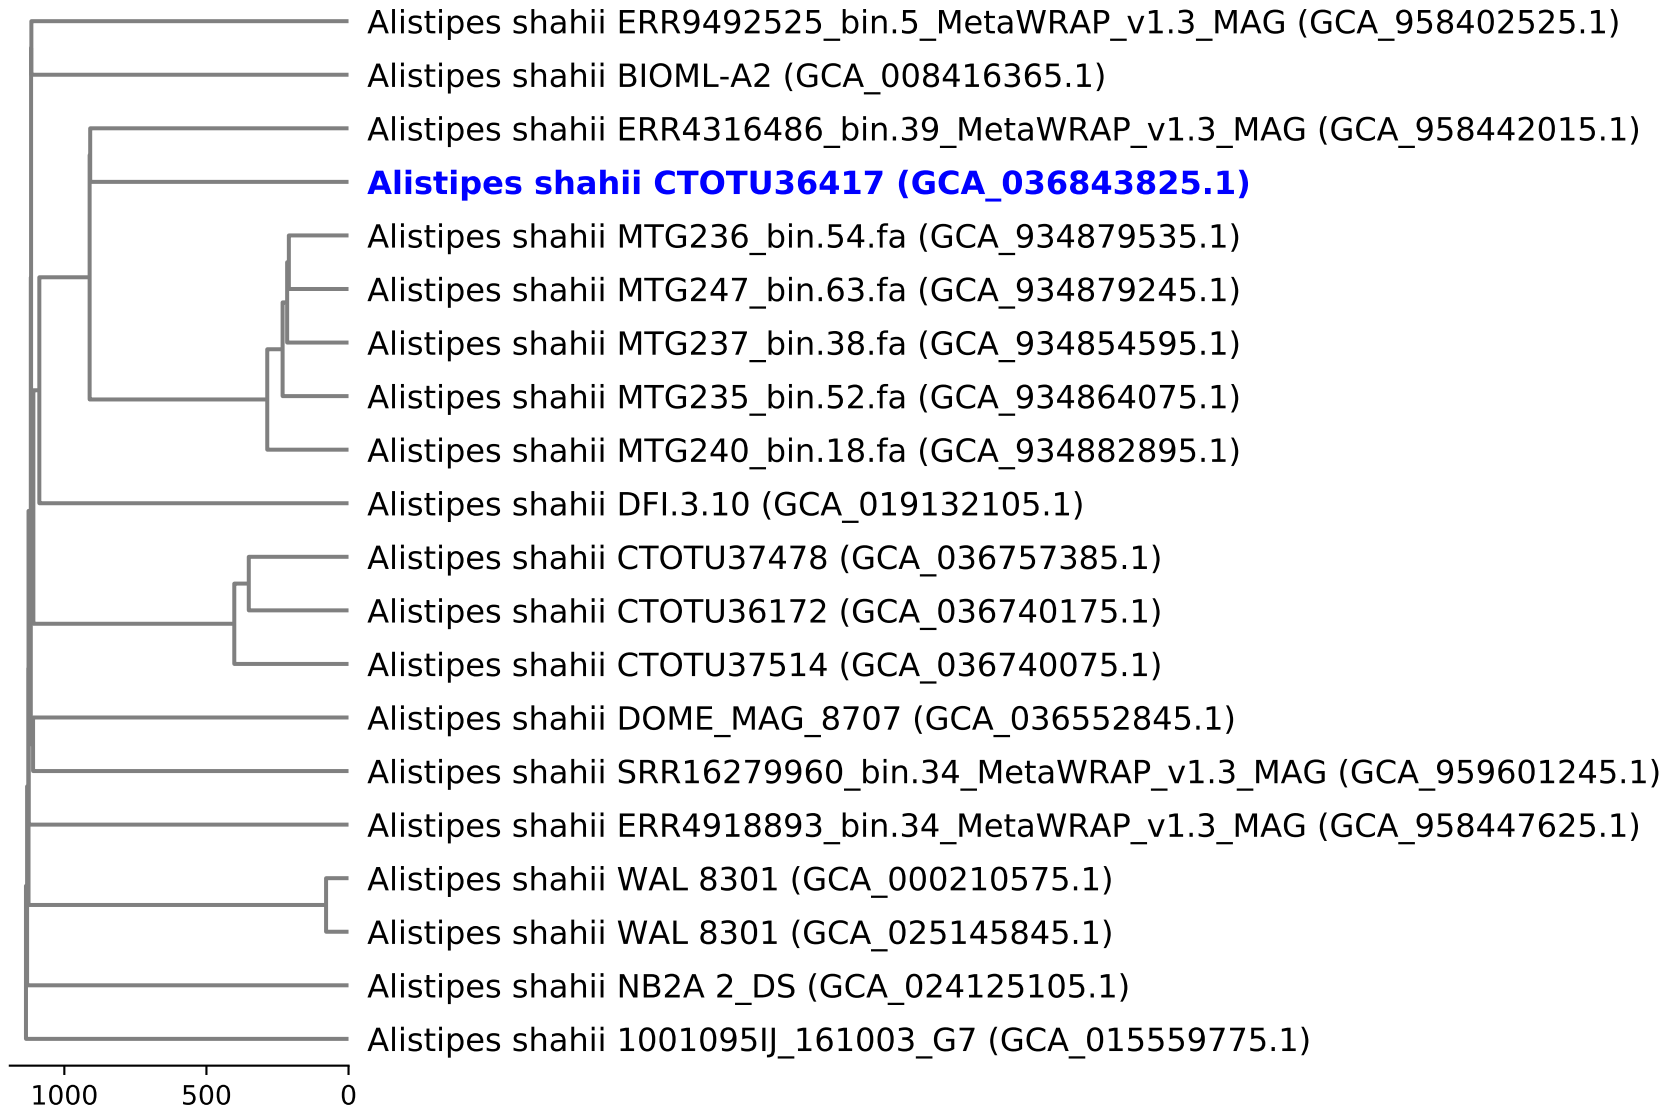 Alistipes shahii ERR9492525_bin.5_MetaWRAP_v1.3_MAG (GCA_958402525.1)
Alistipes shahii BIOML-A2 (GCA_008416365.1)
Alistipes shahii ERR4316486_bin.39_MetaWRAP_v1.3_MAG (GCA_958442015.1)
Alistipes shahii CTOTU36417 (GCA_036843825.1)
Alistipes shahii MTG236_bin.54.fa (GCA_934879535.1)
Alistipes shahii MTG247_bin.63.fa (GCA_934879245.1)
Alistipes shahii MTG237_bin.38.fa (GCA_934854595.1)
Alistipes shahii MTG235_bin.52.fa (GCA_934864075.1)
Alistipes shahii MTG240_bin.18.fa (GCA_934882895.1)
Alistipes shahii DFI.3.10 (GCA_019132105.1)
Alistipes shahii CTOTU37478 (GCA_036757385.1)
Alistipes shahii CTOTU36172 (GCA_036740175.1)
Alistipes shahii CTOTU37514 (GCA_036740075.1)
Alistipes shahii DOME_MAG_8707 (GCA_036552845.1)
Alistipes shahii SRR16279960_bin.34_MetaWRAP_v1.3_MAG (GCA_959601245.1)
Alistipes shahii ERR4918893_bin.34_MetaWRAP_v1.3_MAG (GCA_958447625.1)
Alistipes shahii WAL 8301 (GCA_000210575.1)
Alistipes shahii WAL 8301 (GCA_025145845.1)
Alistipes shahii NB2A 2_DS (GCA_024125105.1)
Alistipes shahii 1001095IJ_161003_G7 (GCA_015559775.1)
1000 500 0